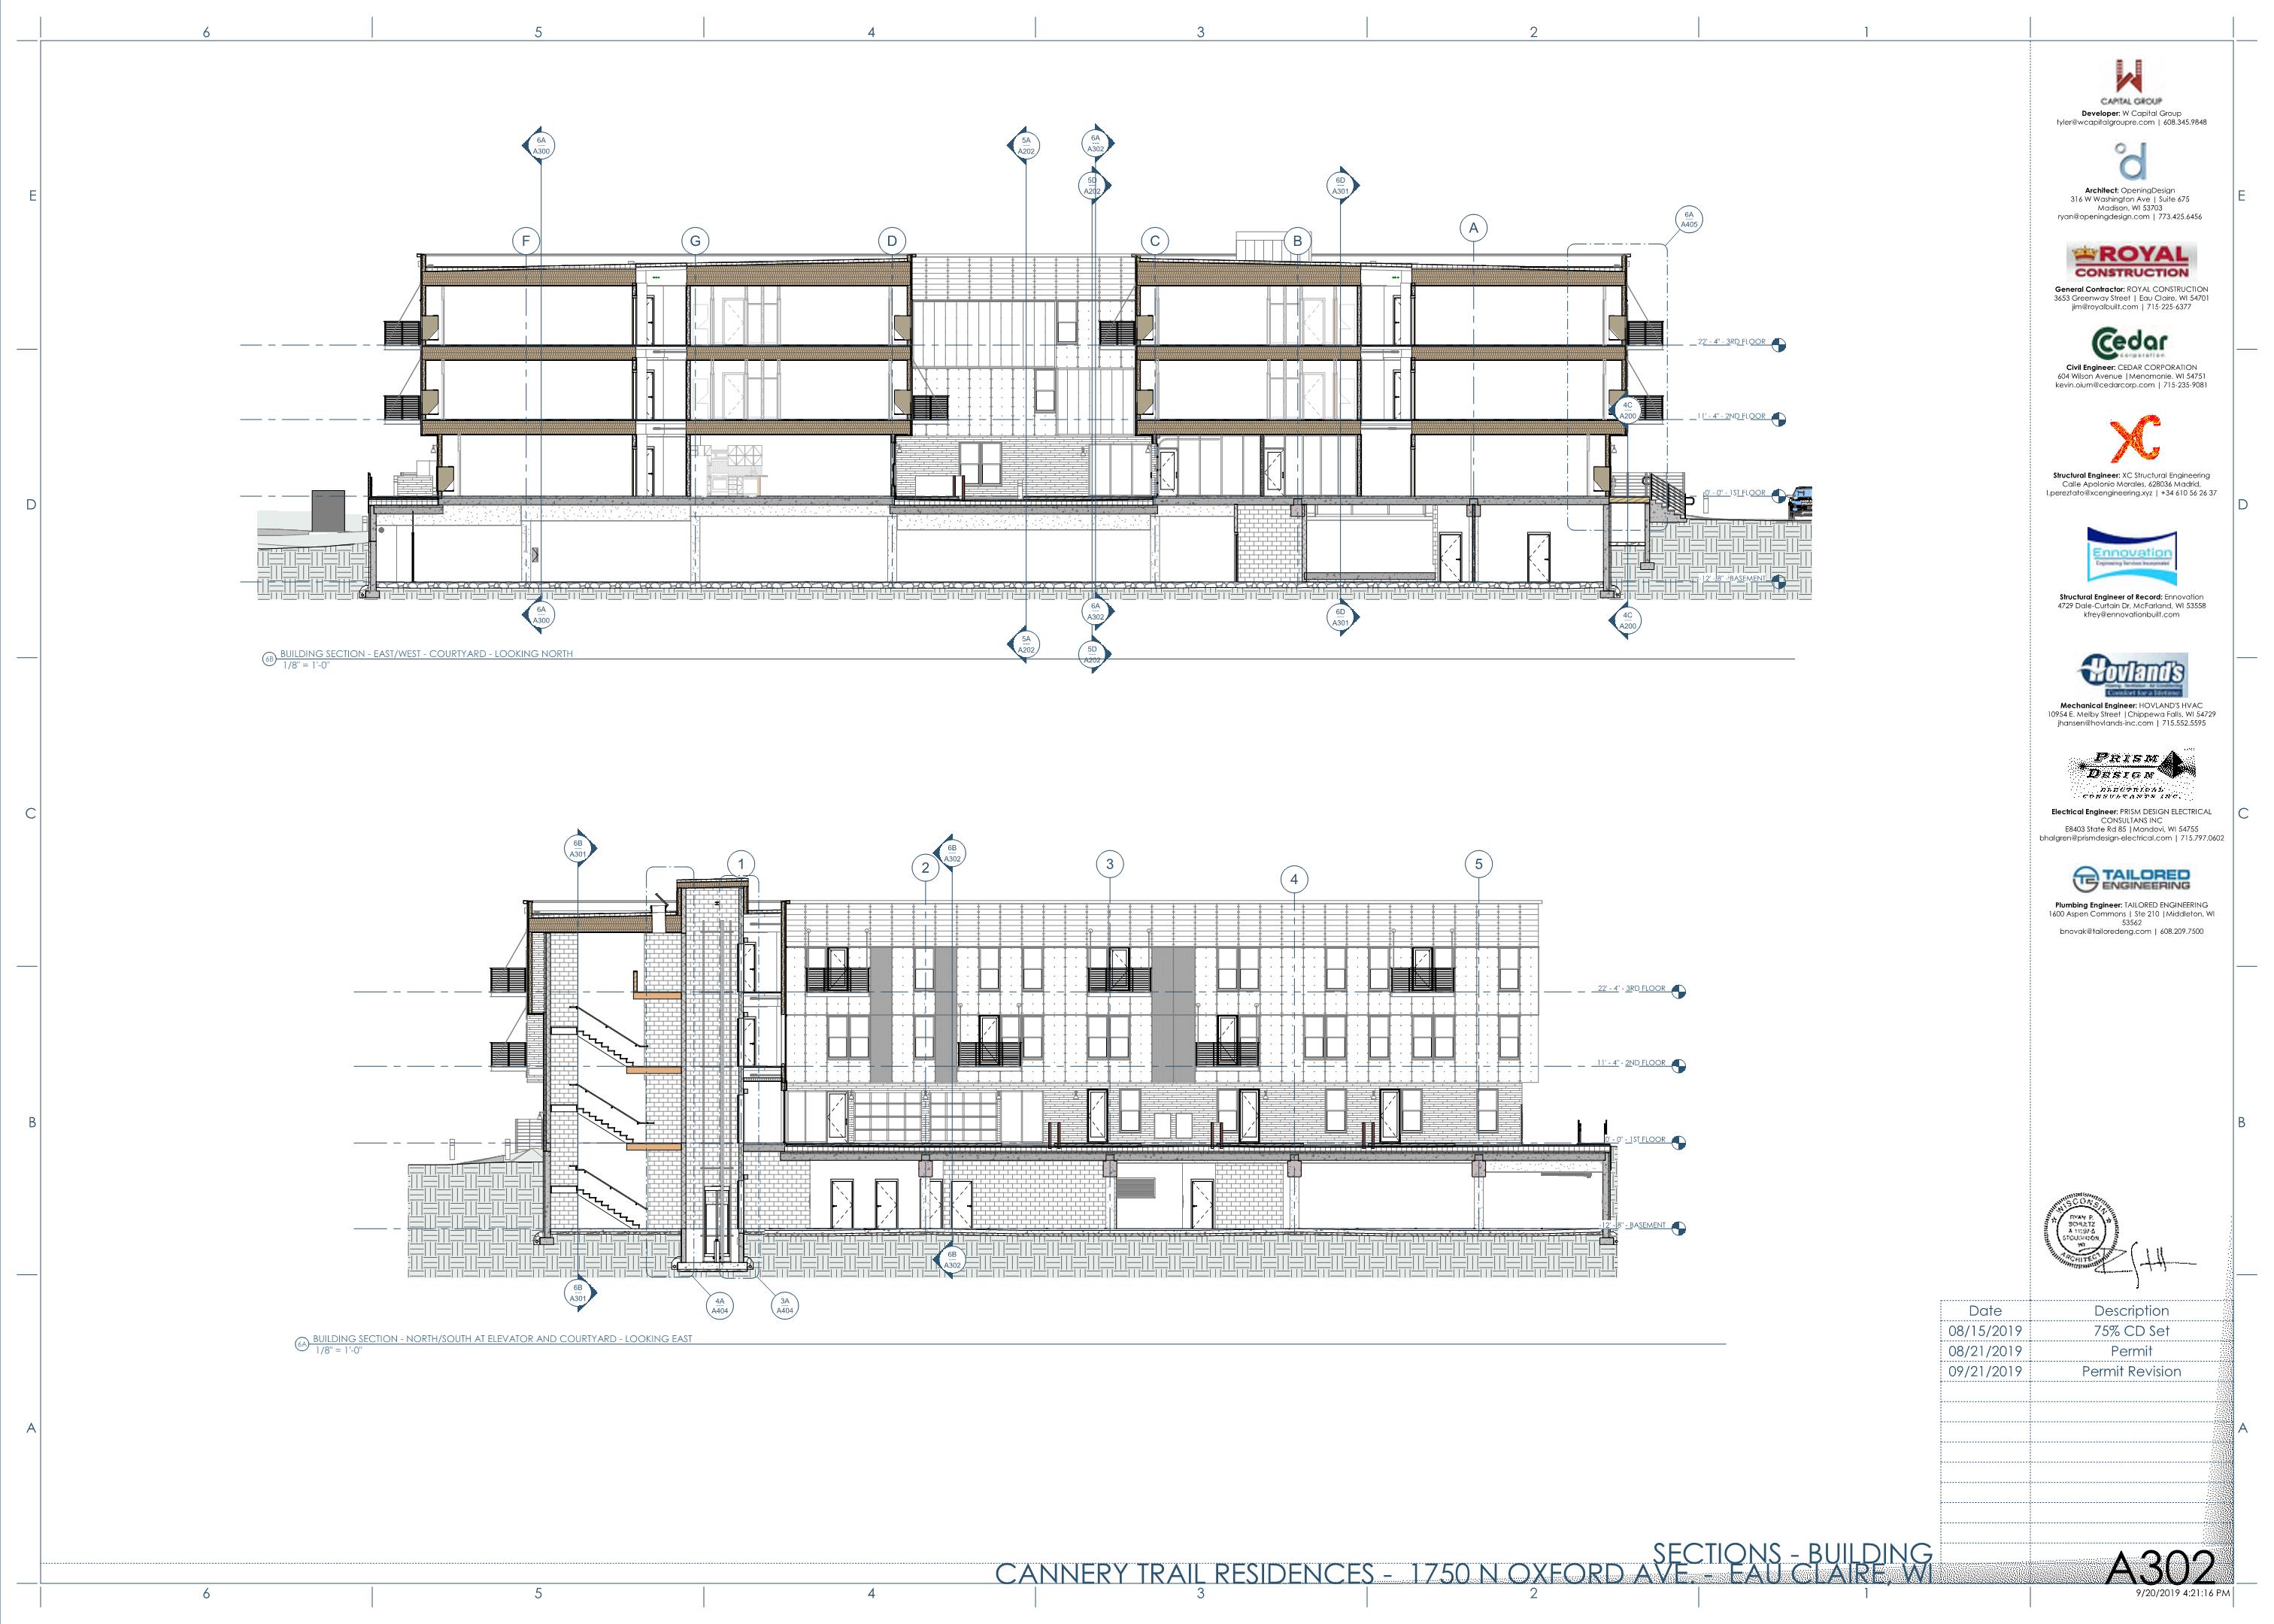 6 5 4 3 2 1
E E
D D
C C
B B
A A
6A
A300
5A
A202
6A
A302
5D
A202
6D
A301
6A
A405
F G D C B A
22' - 4" - 3RD FLOOR
4C
A200
11' - 4" - 2ND FLOOR
0' - 0" - 1ST FLOOR
-12' - 8" - BASEMENT
6A
A300
5A
A202
6A
A302
5D
A202
6D
A301
4C
A200
6B BUILDING SECTION - EAST/WEST - COURTYARD - LOOKING NORTH
1/8" = 1'-0"
6B
A301
6B
A302
1 2 3 4 5
22' - 4" - 3RD FLOOR
11' - 4" - 2ND FLOOR
0' - 0" - 1ST FLOOR
-12' - 8" - BASEMENT
6B
A301
4A
A404
3A
A404
6B
A302
6A BUILDING SECTION - NORTH/SOUTH AT ELEVATOR AND COURTYARD - LOOKING EAST
1/8" = 1'-0"
W
CAPITAL GROUP
Developer: W Capital Group
tyler@wcapitalgroupre.com | 608.345.9848
Architect: OpeningDesign
316 W Washington Ave | Suite 675
Madison, WI 53703
ryan@openingdesign.com | 773.425.6456
ROYAL
CONSTRUCTION
General Contractor: ROYAL CONSTRUCTION
3653 Greenway Street | Eau Claire, WI 54701
jim@royalbuilt.com | 715-225-6377
Cedar
corporation
Civil Engineer: CEDAR CORPORATION
604 Wilson Avenue |Menomonie, WI 54751
kevin.oium@cedarcorp.com | 715-235-9081
XC
Structural Engineer: XC Structural Engineering
Calle Apolonio Morales, 628036 Madrid,
l.pereztato@xcengineering.xyz | +34 610 56 26 37
Ennovation
Engineering Services Incorporated
Structural Engineer of Record: Ennovation
4729 Dale-Curtain Dr, McFarland, WI 53558
kfrey@ennovationbuilt.com
Hovland's
Heating · Ventilation · Air Conditioning
Comfort for a lifetime
Mechanical Engineer: HOVLAND'S HVAC
10954 E. Melby Street |Chippewa Falls, WI 54729
jhansen@hovlands-inc.com | 715.552.5595
PRISM
DESIGN
ELECTRICAL
CONSULTANTS INC.
Electrical Engineer: PRISM DESIGN ELECTRICAL
CONSULTANS INC
E8403 State Rd 85 |Mondovi, WI 54755
bhalgren@prismdesign-electrical.com | 715.797.0602
TAILORED
ENGINEERING
Plumbing Engineer: TAILORED ENGINEERING
1600 Aspen Commons | Ste 210 |Middleton, WI
53562
bnovak@tailoredeng.com | 608.209.7500
WISCONSIN
RYAN P.
SCHULTZ
STOUGHTON,
WI
ARCHITECT
Date Description
08/15/2019 75% CD Set
08/21/2019 Permit
09/21/2019 Permit Revision
SECTIONS - BUILDING
CANNERY TRAIL RESIDENCES - 1750 N OXFORD AVE. - EAU CLAIRE, WI
A302
9/20/2019 4:21:16 PM
6 5 4 3 2 1